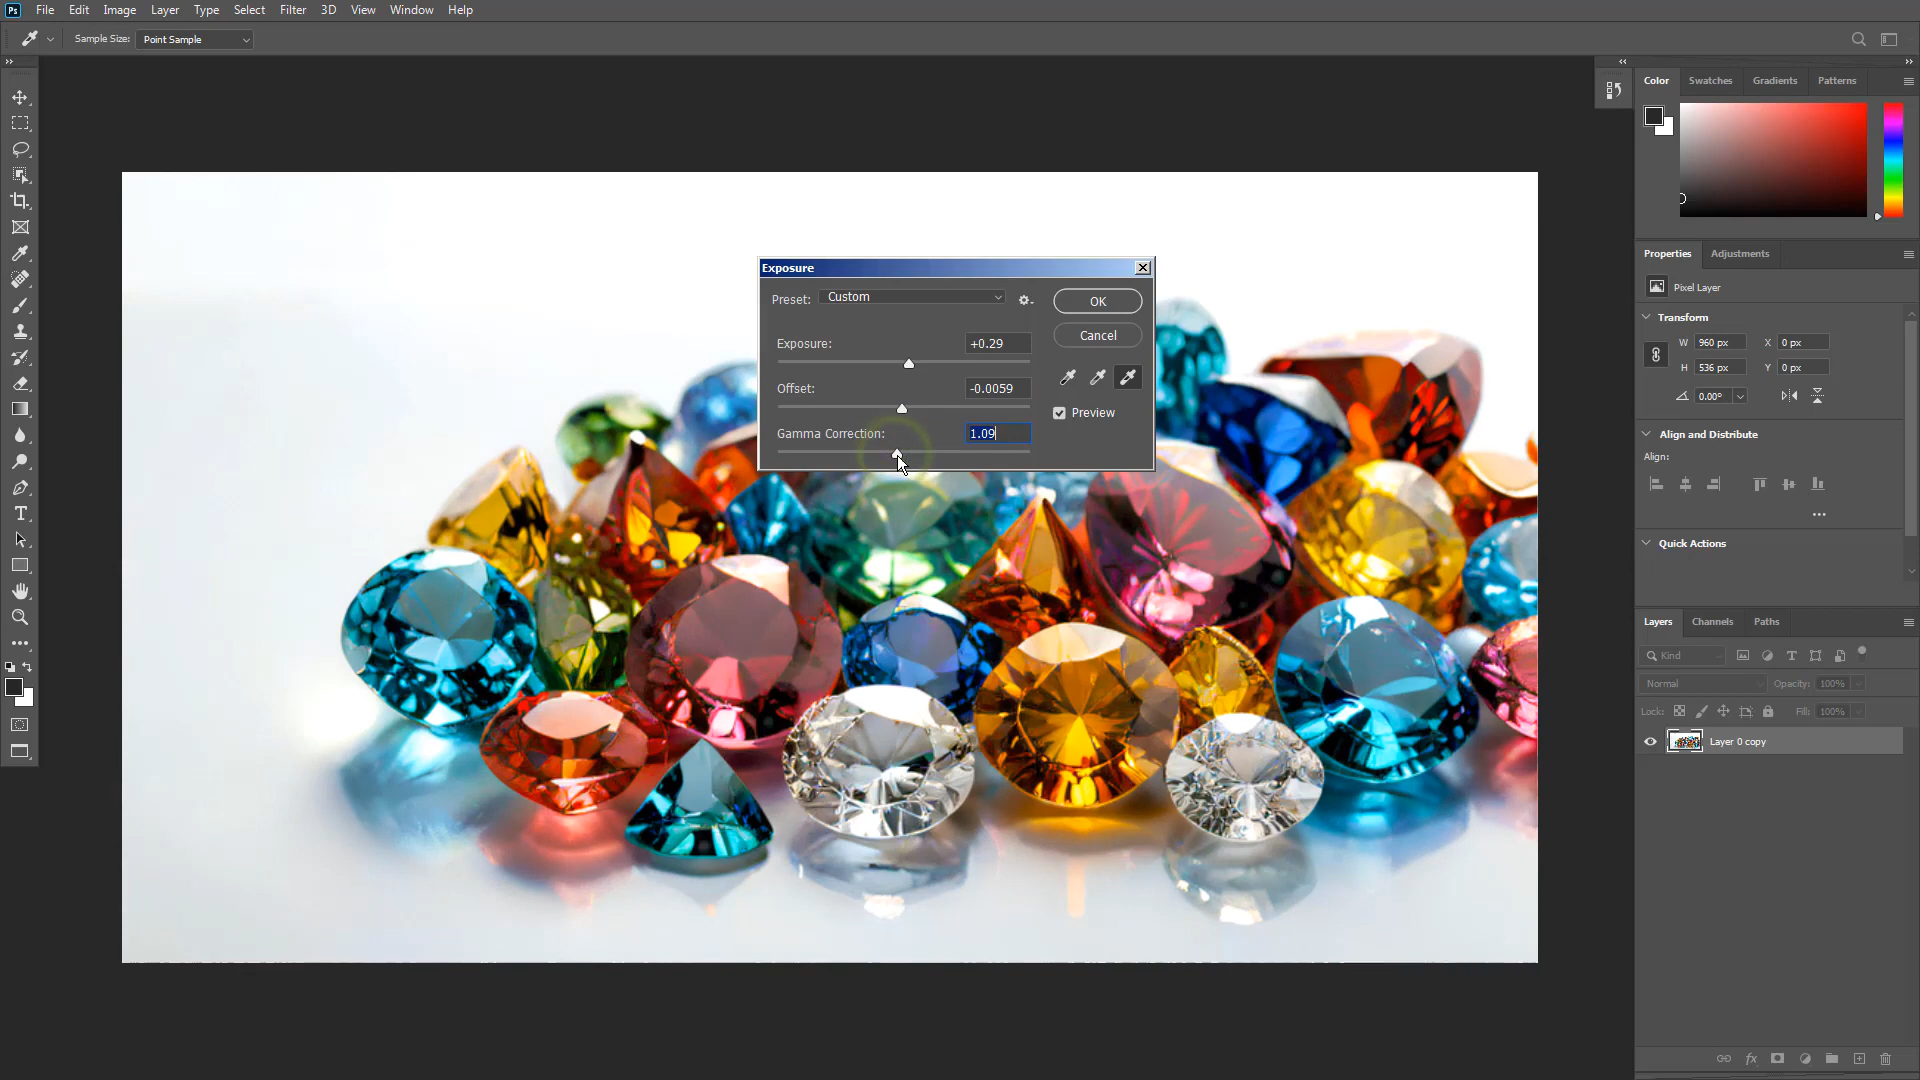 Ps File Edit Image Layer Type Select Filter 3D View Window Help
Sample Size: Point Sample
Color Swatches Gradients Patterns
Properties Adjustments
Pixel Layer
Transform
W 960 px X 0 px
H 536 px Y 0 px
0.00°
Align and Distribute
Align:
Quick Actions
Layers Channels Paths
Kind
Normal Opacity: 100%
Lock: Fill: 100%
Layer 0 copy
fx
Exposure
Preset: Custom
OK
Cancel
Exposure: +0.29
Offset: -0.0059
Preview
Gamma Correction: 1.09